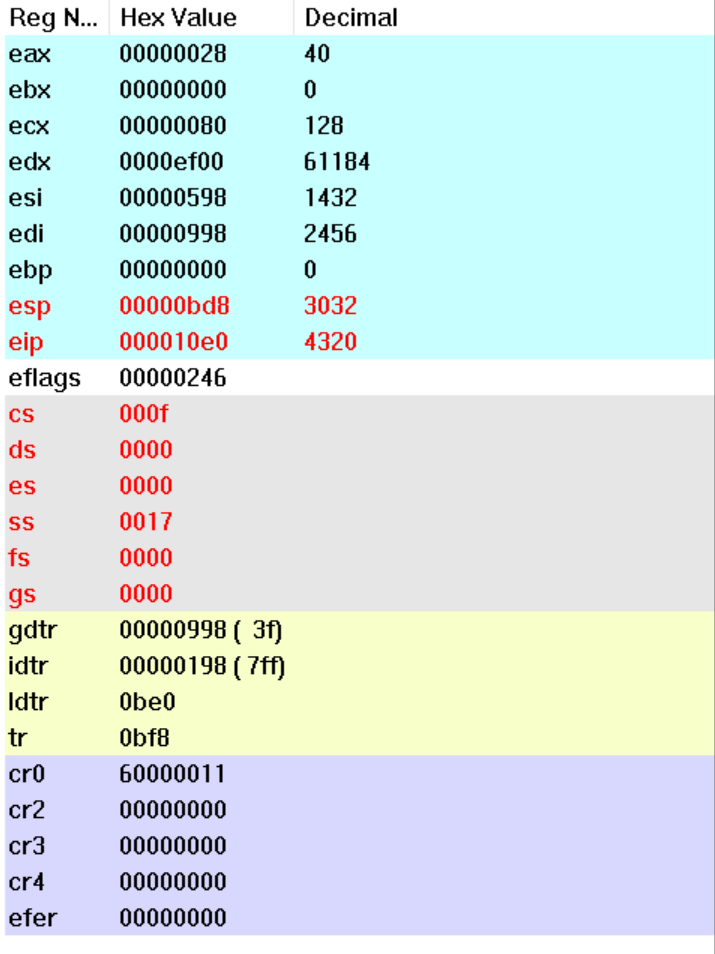 Reg N... Hex Value Decimal
eax 00000028 40
ebx 00000000 0
ecx 00000080 128
edx 0000ef00 61184
esi 00000598 1432
edi 00000998 2456
ebp 00000000 0
esp 00000bd8 3032
eip 000010e0 4320
eflags 00000246
cs 000f
ds 0000
es 0000
ss 0017
fs 0000
gs 0000
gdtr 00000998 ( 3f)
idtr 00000198 ( 7ff)
ldtr 0be0
tr 0bf8
cr0 60000011
cr2 00000000
cr3 00000000
cr4 00000000
efer 00000000